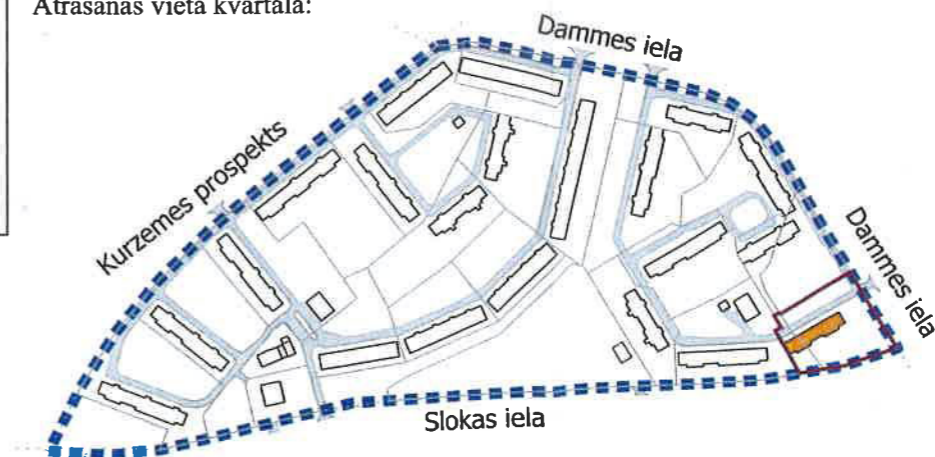 Atrašanās vieta kvartālā:
Dammes iela
Kurzemes prospekts
Dammes iela
Slokas iela